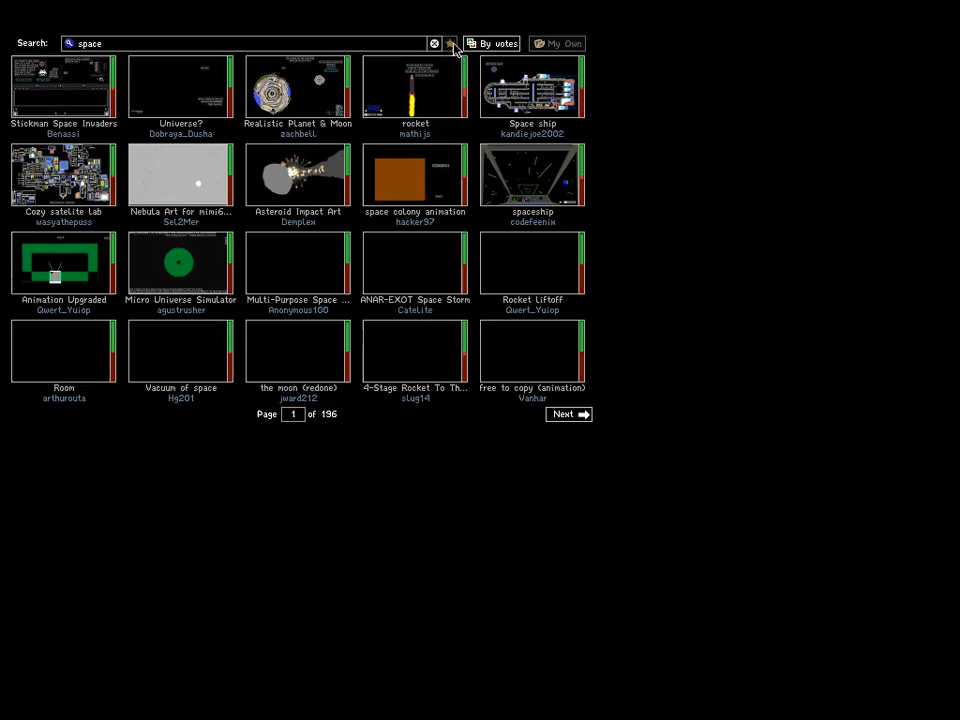 Search: space By votes My Own
Stickman Space Invaders Universe? Realistic Planet & Moon rocket Space ship
Benassi Dobraya_Dusha zachbell mathijs kandiejoe2002
Cozy satelite lab Nebula Art for mimi6... Asteroid Impact Art space colony animation spaceship
wasyathepuss Sel2Mer Demplex hacker97 codefeenix
Animation Upgraded Micro Universe Simulator Multi-Purpose Space ... ANAR-EXOT Space Storm Rocket liftoff
Qwert_Yuiop agustrusher Anonymous100 Catelite Qwert_Yuiop
Room Vacuum of space the moon (redone) 4-Stage Rocket To Th... free to copy (animation)
arthurouta Hg201 jward212 slug14 Vanhar
Page 1 of 196 Next